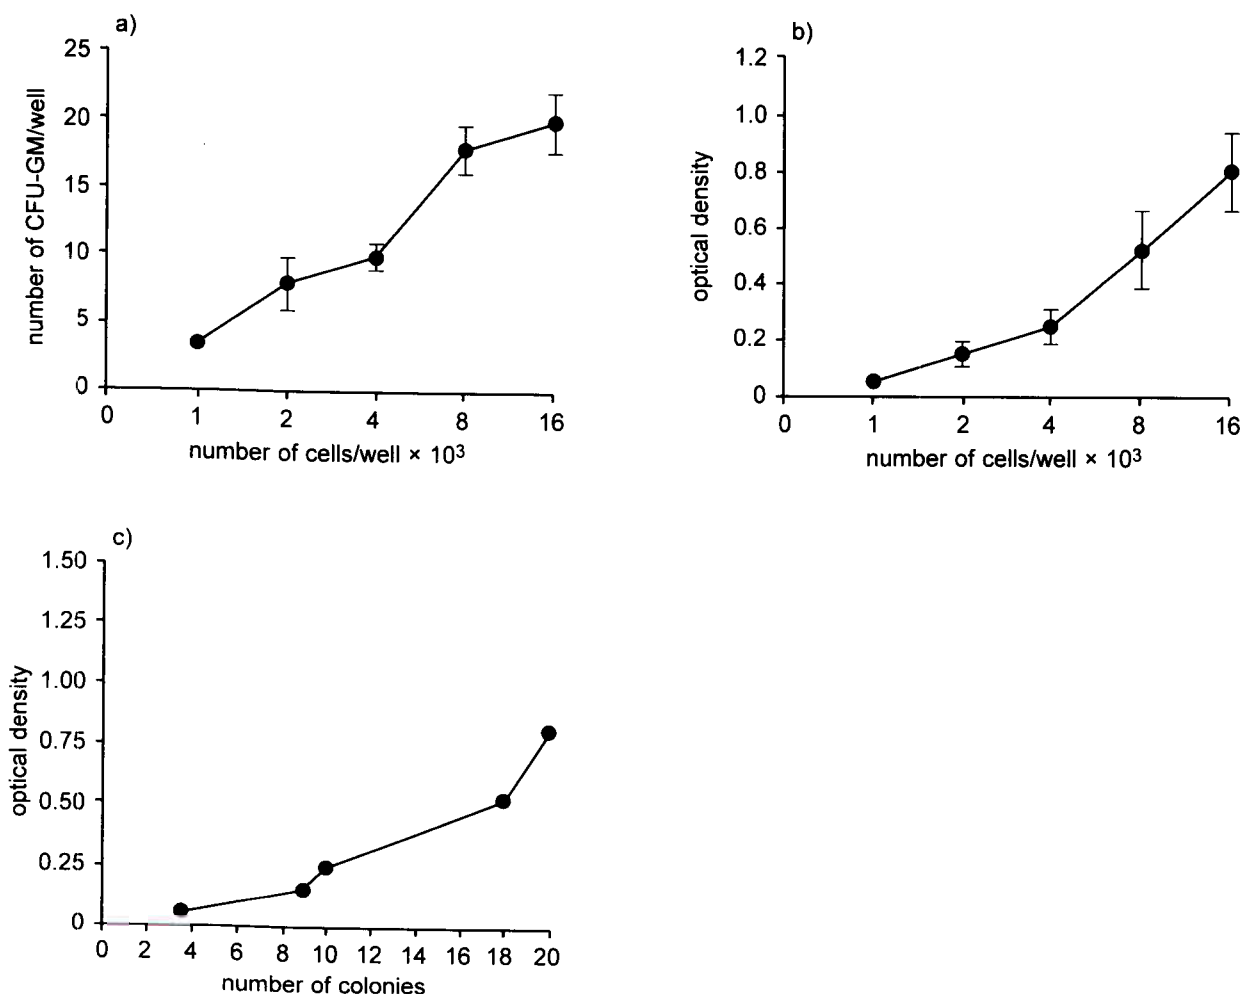 a)
25
20
15
10
5
0
number of CFU-GM/well
0 1 2 4 8 16
number of cells/well × 10³
b)
1.2
1.0
0.8
0.6
0.4
0.2
0
optical density
0 1 2 4 8 16
number of cells/well × 10³
c)
1.50
1.25
1.00
0.75
0.50
0.25
0
optical density
0 2 4 6 8 10 12 14 16 18 20
number of colonies